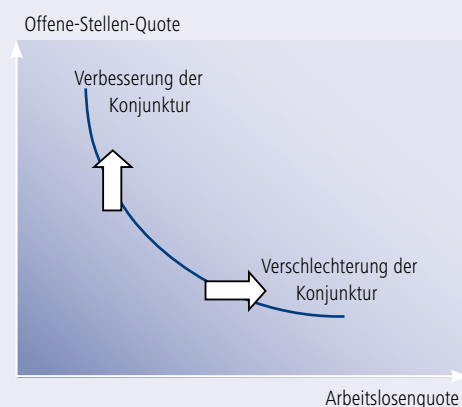 Offene-Stellen-Quote
Verbesserung der
Konjunktur
Verschlechterung der
Konjunktur
Arbeitslosenquote